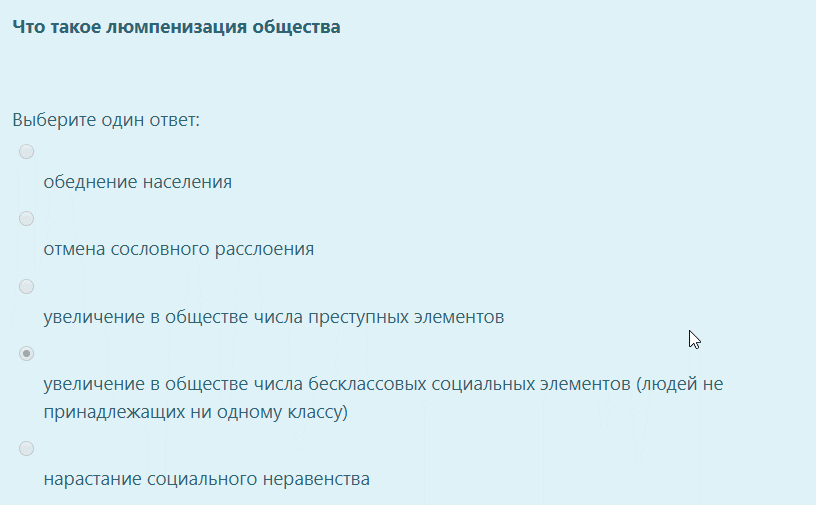 Что такое люмпенизация общества
Выберите один ответ:
обеднение населения
отмена сословного расслоения
увеличение в обществе числа преступных элементов
увеличение в обществе числа бесклассовых социальных элементов (людей не
принадлежащих ни одному классу)
нарастание социального неравенства